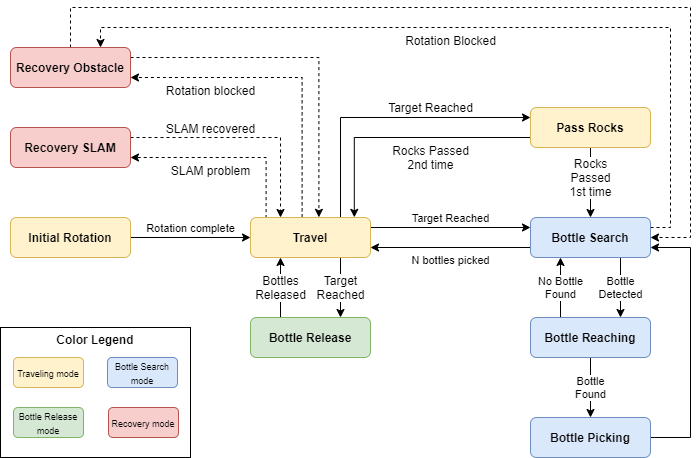 Rotation Blocked
Recovery Obstacle
Rotation blocked
Target Reached
Pass Rocks
SLAM recovered
Recovery SLAM
SLAM problem
Rocks Passed
2nd time
Rocks
Passed
1st time
Initial Rotation
Rotation complete
Travel
Target Reached
Bottle Search
N bottles picked
Bottles
Released
Target
Reached
No Bottle
Found
Bottle
Detected
Bottle Release
Bottle Reaching
Bottle
Found
Bottle Picking
Color Legend
Traveling mode
Bottle Search
mode
Bottle Release
mode
Recovery mode